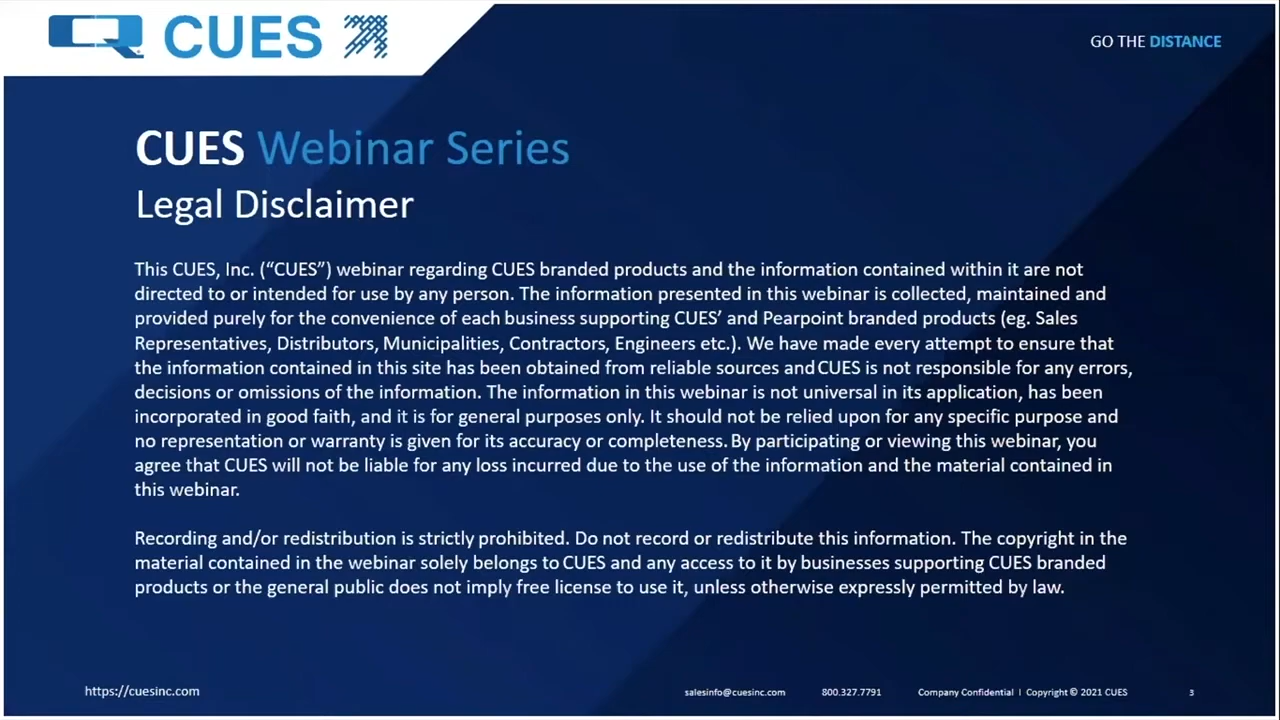 CUES
GO THE DISTANCE
CUES Webinar Series
Legal Disclaimer
This CUES, Inc. (“CUES”) webinar regarding CUES branded products and the information contained within it are not
directed to or intended for use by any person. The information presented in this webinar is collected, maintained and
provided purely for the convenience of each business supporting CUES’ and Pearpoint branded products (eg. Sales
Representatives, Distributors, Municipalities, Contractors, Engineers etc.). We have made every attempt to ensure that
the information contained in this site has been obtained from reliable sources and CUES is not responsible for any errors,
decisions or omissions of the information. The information in this webinar is not universal in its application, has been
incorporated in good faith, and it is for general purposes only. It should not be relied upon for any specific purpose and
no representation or warranty is given for its accuracy or completeness. By participating or viewing this webinar, you
agree that CUES will not be liable for any loss incurred due to the use of the information and the material contained in
this webinar.
Recording and/or redistribution is strictly prohibited. Do not record or redistribute this information. The copyright in the
material contained in the webinar solely belongs to CUES and any access to it by businesses supporting CUES branded
products or the general public does not imply free license to use it, unless otherwise expressly permitted by law.
https://cuesinc.com
salesinfo@cuesinc.com 800.327.7791 Company Confidential | Copyright © 2021 CUES 3